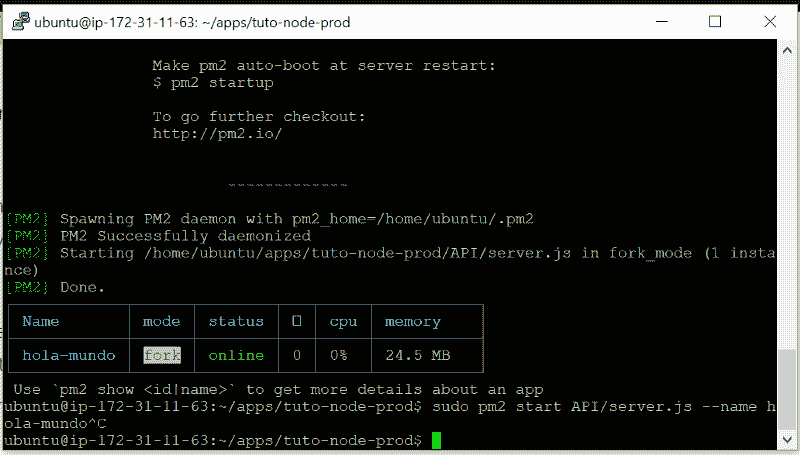 ubuntu@ip-172-31-11-63: ~/apps/tuto-node-prod
Make pm2 auto-boot at server restart:
$ pm2 startup
To go further checkout:
http://pm2.io/
-------------
[PM2] Spawning PM2 daemon with pm2_home=/home/ubuntu/.pm2
[PM2] PM2 Successfully daemonized
[PM2] Starting /home/ubuntu/apps/tuto-node-prod/API/server.js in fork_mode (1 insta
nce)
[PM2] Done.
Name mode status □ cpu memory
hola-mundo fork online 0 0% 24.5 MB
Use `pm2 show <id|name>` to get more details about an app
ubuntu@ip-172-31-11-63:~/apps/tuto-node-prod$ sudo pm2 start API/server.js --name h
ola-mundo^C
ubuntu@ip-172-31-11-63:~/apps/tuto-node-prod$